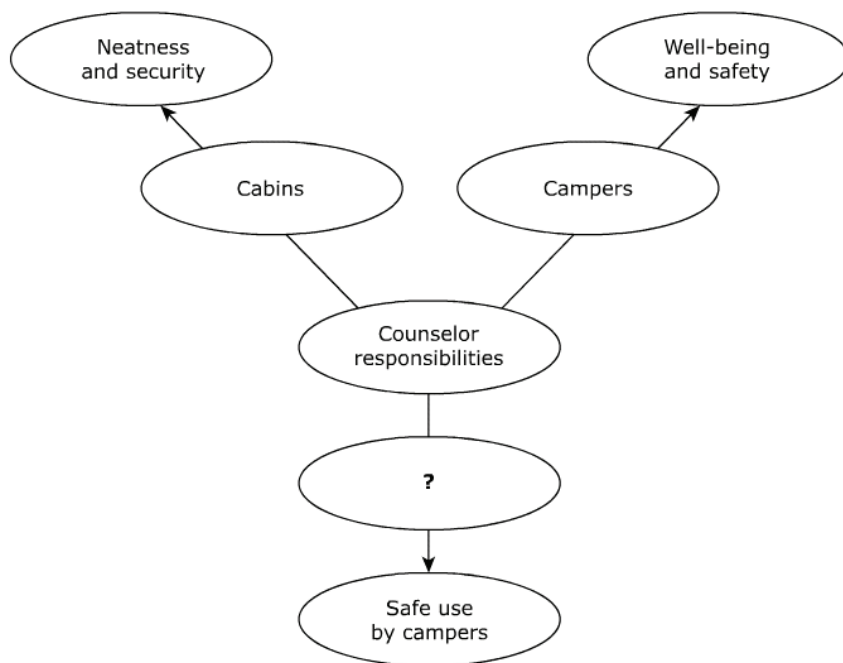 Neatness
and security
Well-being
and safety
Cabins
Campers
Counselor
responsibilities
?
Safe use
by campers